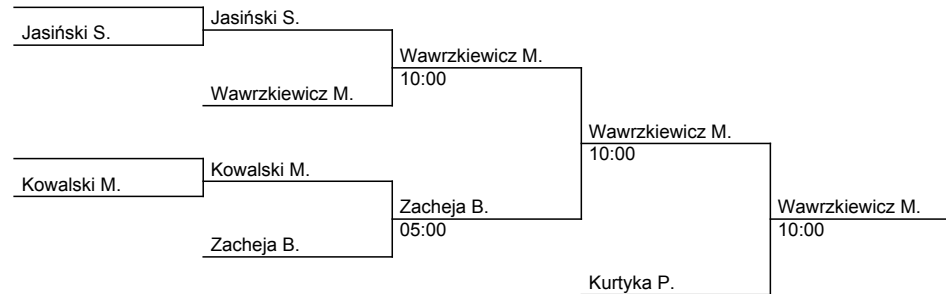 Jasiński S.
Jasiński S.
Wawrzkiewicz M.
10:00
Wawrzkiewicz M.
Wawrzkiewicz M.
10:00
Kowalski M.
Kowalski M.
Zacheja B.
05:00
Zacheja B.
Wawrzkiewicz M.
10:00
Kurtyka P.